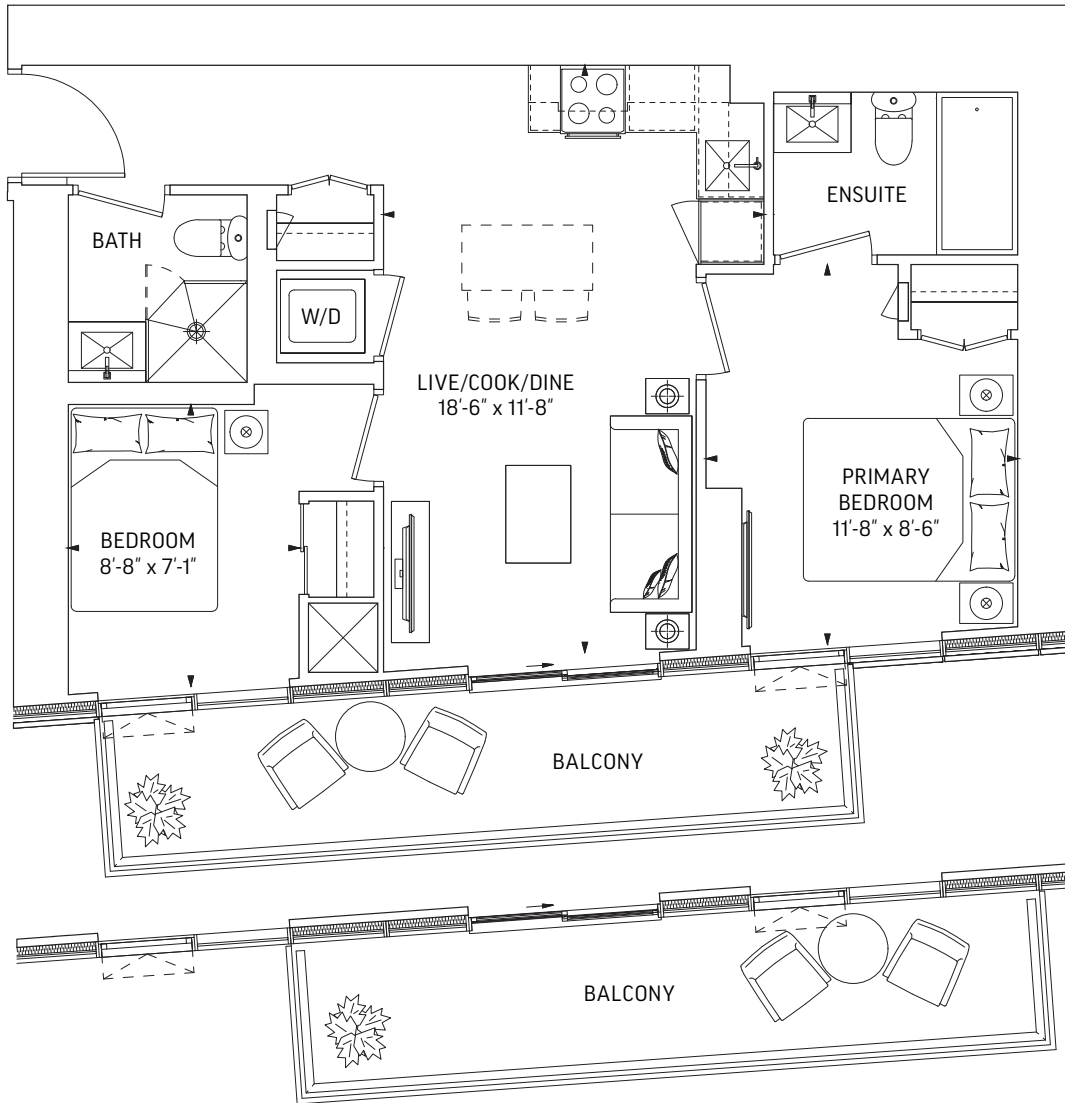 ENSUITE
BATH
W/D
LIVE/COOK/DINE
18'-6" x 11'-8"
PRIMARY
BEDROOM
11'-8" x 8'-6"
BEDROOM
8'-8" x 7'-1"
BALCONY
BALCONY